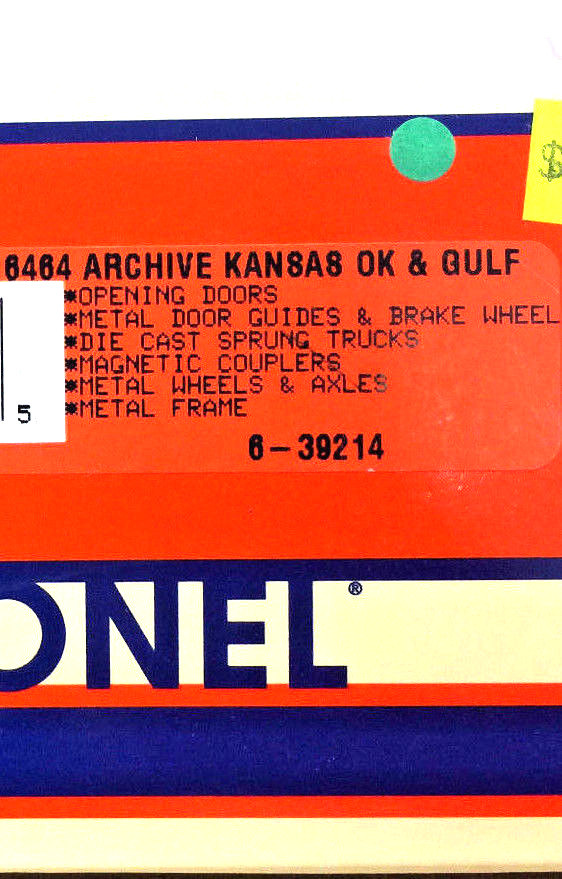 $
6464 ARCHIVE KANSAS OK & GULF
*OPENING DOORS
*METAL DOOR GUIDES & BRAKE WHEEL
*DIE CAST SPRUNG TRUCKS
*MAGNETIC COUPLERS
*METAL WHEELS & AXLES
5
*METAL FRAME
6-39214
ONEL®